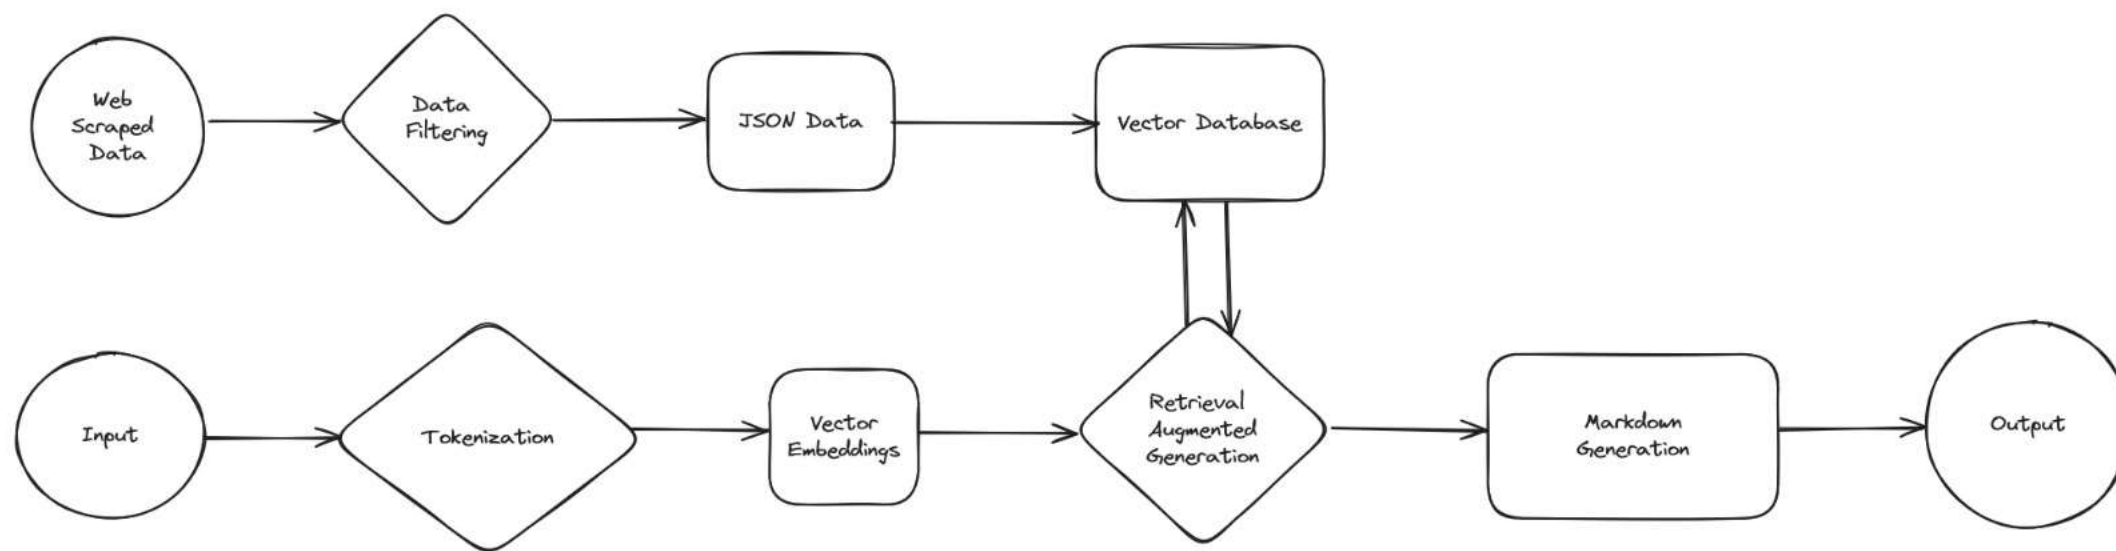 Web
Scraped
Data
Data
Filtering
JSON Data
Vector Database
Input
Tokenization
Vector
Embeddings
Retrieval
Augmented
Generation
Markdown
Generation
Output